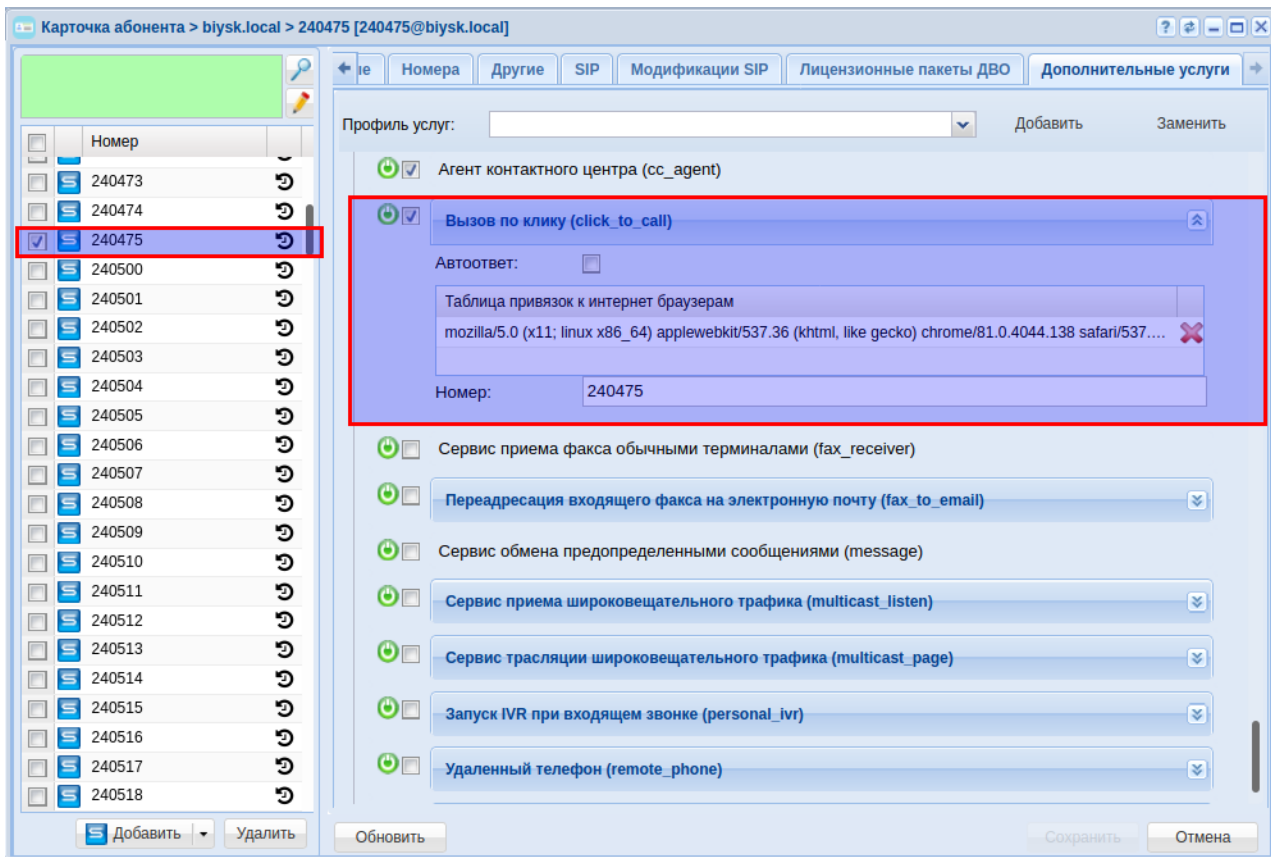 Карточка абонента > biysk.local > 240475 [240475@biysk.local]
ые Номера Другие SIP Модификации SIP Лицензионные пакеты ДВО Дополнительные услуги
Профиль услуг: Добавить Заменить
Номер
240473
240474
240475
240500
240501
240502
240503
240504
240505
240506
240507
240508
240509
240510
240511
240512
240513
240514
240515
240516
240517
240518
Добавить Удалить
Агент контактного центра (cc_agent)
Вызов по клику (click_to_call)
Автоответ:
Таблица привязок к интернет браузерам
mozilla/5.0 (x11; linux x86_64) applewebkit/537.36 (khtml, like gecko) chrome/81.0.4044.138 safari/537....
Номер: 240475
Сервис приема факса обычными терминалами (fax_receiver)
Переадресация входящего факса на электронную почту (fax_to_email)
Сервис обмена предопределенными сообщениями (message)
Сервис приема широковещательного трафика (multicast_listen)
Сервис трасляции широковещательного трафика (multicast_page)
Запуск IVR при входящем звонке (personal_ivr)
Удаленный телефон (remote_phone)
Обновить Сохранить Отмена